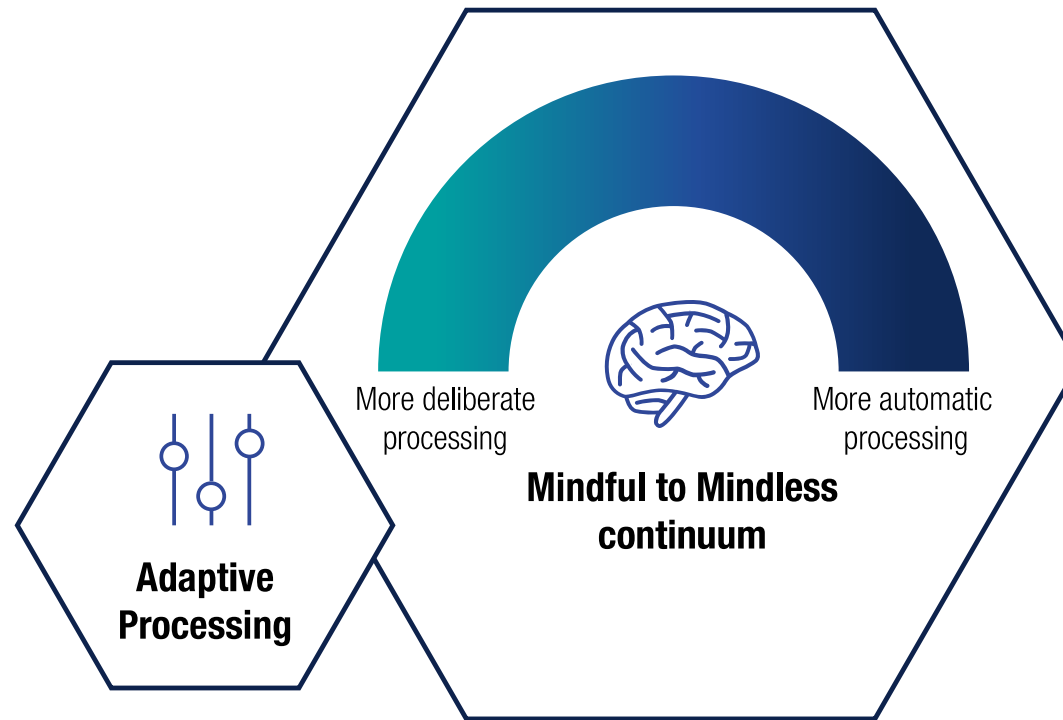 More deliberate
processing
More automatic
processing
Mindful to Mindless
continuum
Adaptive
Processing